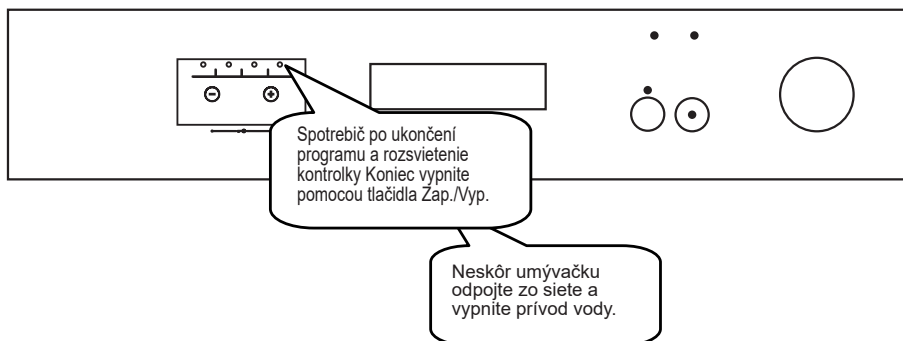 Spotrebič po ukončení
programu a rozsvietenie
kontrolky Koniec vypnite
pomocou tlačidla Zap./Vyp.
Neskôr umývačku
odpojte zo siete a
vypnite prívod vody.